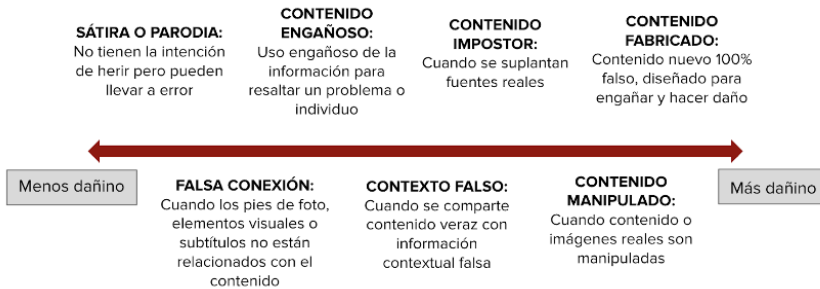 SÁTIRA O PARODIA:
No tienen la intención
de herir pero pueden
llevar a error
CONTENIDO
ENGAÑOSO:
Uso engañoso de la
información para
resaltar un problema o
individuo
CONTENIDO
IMPOSTOR:
Cuando se suplantan
fuentes reales
CONTENIDO
FABRICADO:
Contenido nuevo 100%
falso, diseñado para
engañar y hacer daño
Menos dañino
FALSA CONEXIÓN:
Cuando los pies de foto,
elementos visuales o
subtítulos no están
relacionados con el
contenido
CONTEXTO FALSO:
Cuando se comparte
contenido veraz con
información
contextual falsa
CONTENIDO
MANIPULADO:
Cuando contenido o
imágenes reales son
manipuladas
Más dañino